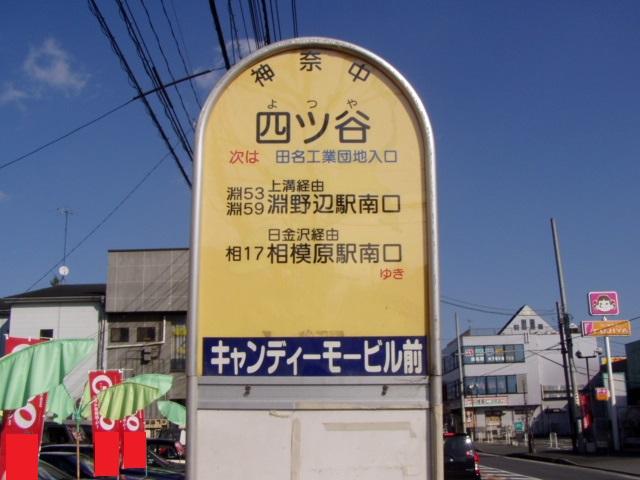 神奈中
よつや
四ツ谷
次は 田名工業団地入口
上溝経由
淵53
淵59 淵野辺駅南口
日金沢経由
相17 相模原駅南口
ゆき
キャンディーモービル前
FUJIYA